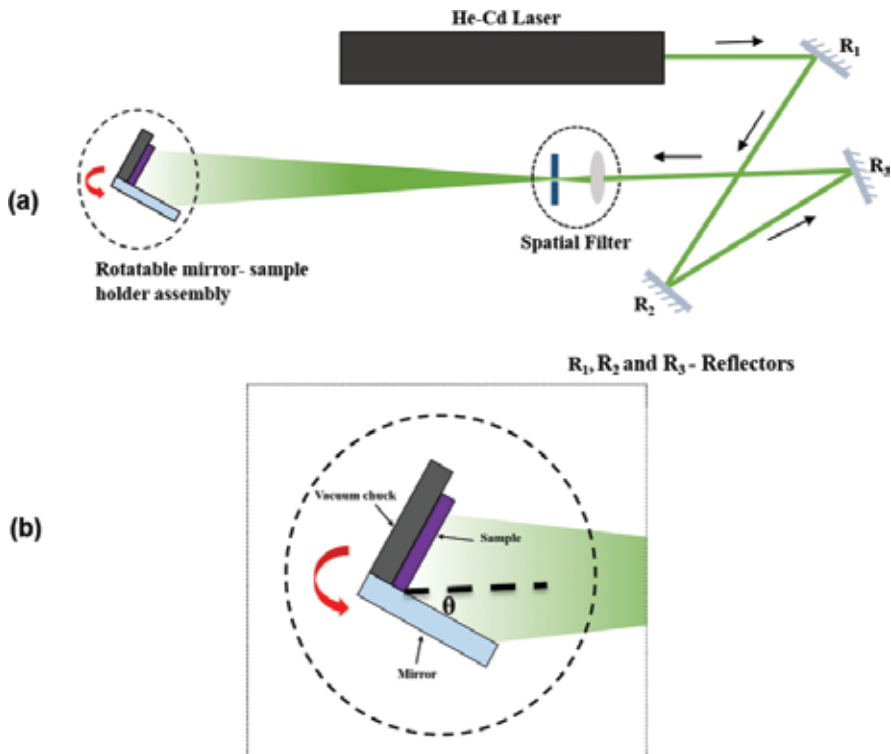 He-Cd Laser
R₁
R₃
(a)
Spatial Filter
Rotatable mirror- sample
holder assembly
R₂
R₁, R₂ and R₃ - Reflectors
(b)
Vacuum chuck
Sample
θ
Mirror